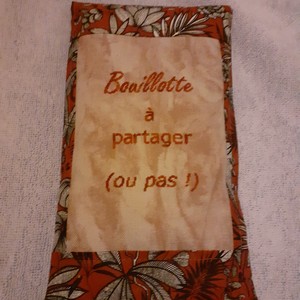 Bouillotte
à
partager
(ou pas !)